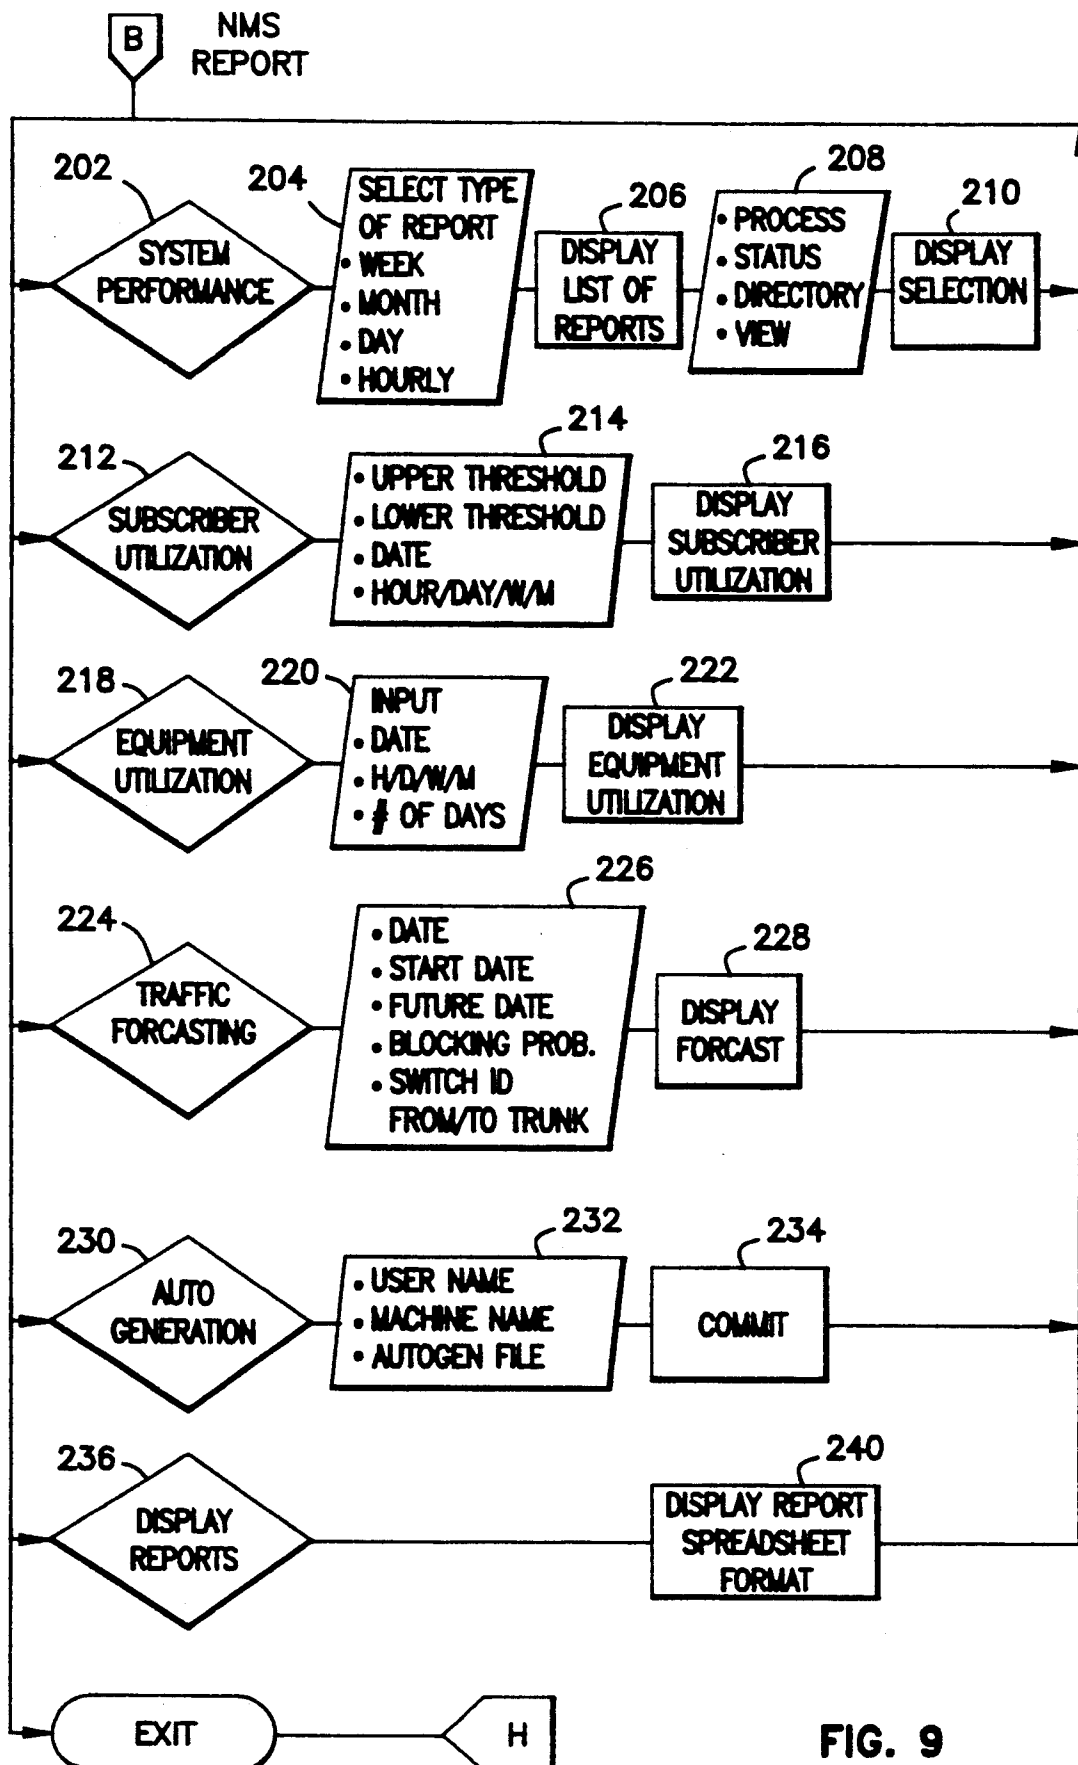 B
NMS
REPORT
202
SYSTEM
PERFORMANCE
204
SELECT TYPE
OF REPORT
• WEEK
• MONTH
• DAY
• HOURLY
206
DISPLAY
LIST OF
REPORTS
208
• PROCESS
• STATUS
• DIRECTORY
• VIEW
210
DISPLAY
SELECTION
212
SUBSCRIBER
UTILIZATION
214
• UPPER THRESHOLD
• LOWER THRESHOLD
• DATE
• HOUR/DAY/W/M
216
DISPLAY
SUBSCRIBER
UTILIZATION
218
EQUIPMENT
UTILIZATION
220
INPUT
• DATE
• H/D/W/M
• # OF DAYS
222
DISPLAY
EQUIPMENT
UTILIZATION
224
TRAFFIC
FORCASTING
226
• DATE
• START DATE
• FUTURE DATE
• BLOCKING PROB.
• SWITCH ID
FROM/TO TRUNK
228
DISPLAY
FORCAST
230
AUTO
GENERATION
232
• USER NAME
• MACHINE NAME
• AUTOGEN FILE
234
COMMIT
236
DISPLAY
REPORTS
240
DISPLAY REPORT
SPREADSHEET
FORMAT
EXIT
H
FIG. 9